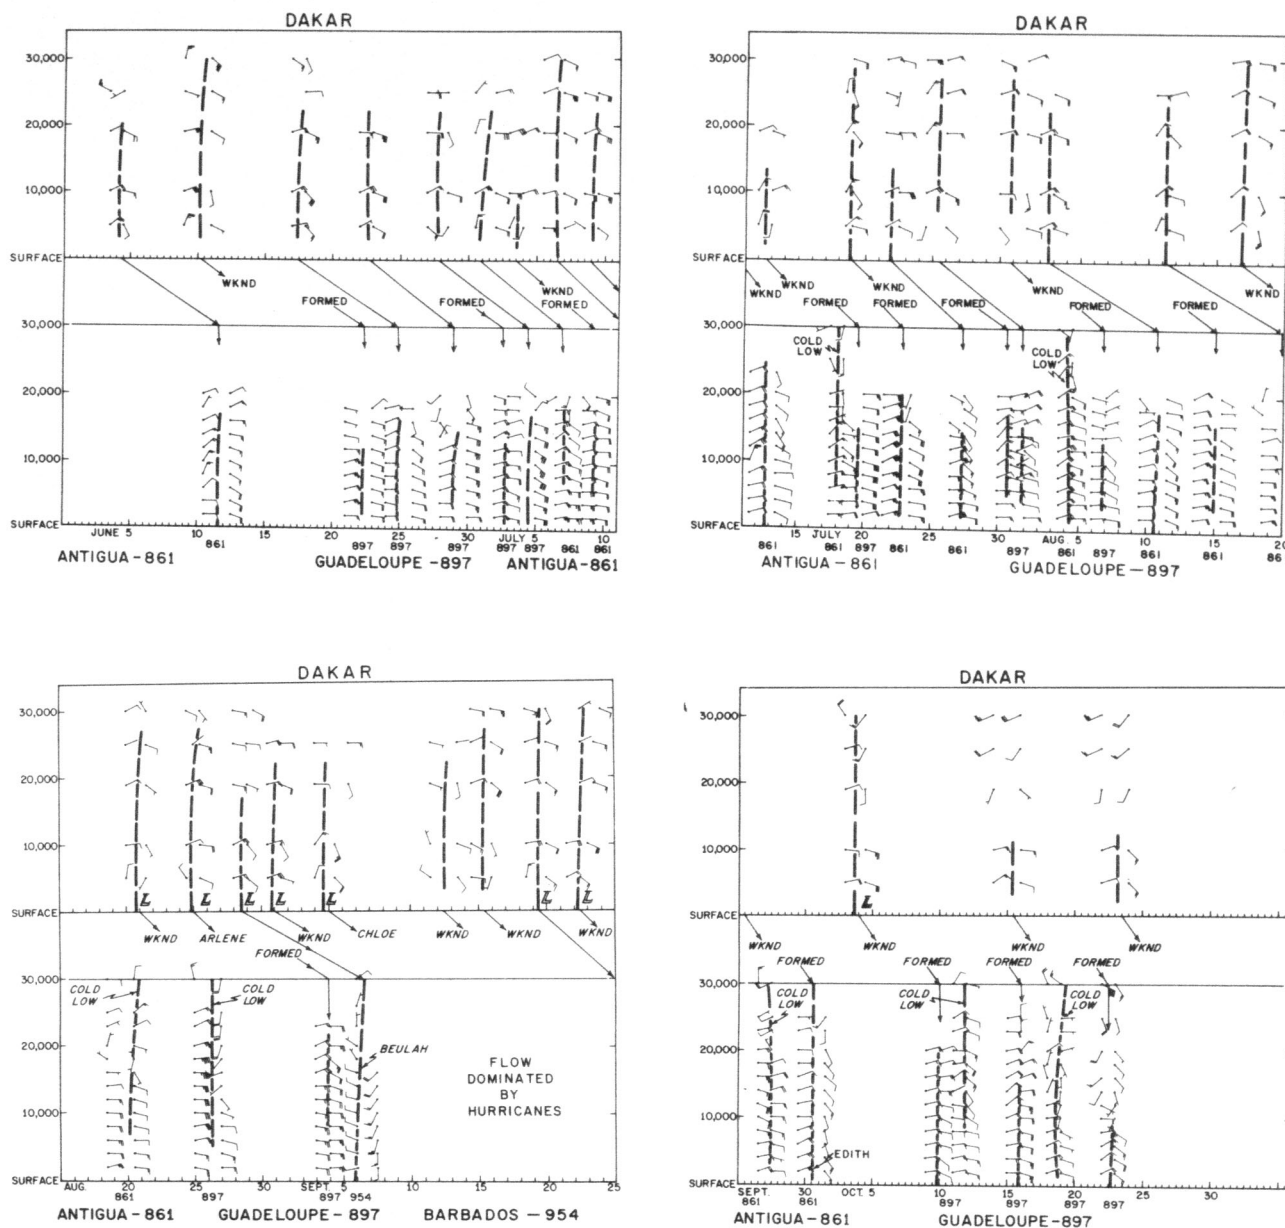 DAKAR
30,000
20,000
10,000
SURFACE
WKND
FORMED
FORMED
WKND
FORMED
30,000
20,000
10,000
SURFACE
JUNE 5 10 15 20 25 30 JULY 5 10
861 897 897 897 897 897 861 861
ANTIGUA-861 GUADELOUPE-897 ANTIGUA-861
DAKAR
30,000
20,000
10,000
SURFACE
WKND WKND WKND WKND WKND
FORMED FORMED FORMED FORMED FORMED
30,000
COLD LOW
COLD LOW
20,000
10,000
SURFACE
15 JULY 20 25 30 AUG. 5 10 15 20
861 861 897 861 861 897 861 897 861 861 86
ANTIGUA-861 GUADELOUPE-897
DAKAR
30,000
20,000
10,000
L L L L L L L
SURFACE
WKND ARLENE WKND CHLOE WKND WKND WKND
FORMED
30,000
COLD LOW
COLD LOW
20,000
BEULAH
FLOW
DOMINATED
BY
HURRICANES
10,000
SURFACE
AUG. 20 25 30 SEPT. 5 10 15 20 25
861 897 897 954
ANTIGUA-861 GUADELOUPE-897 BARBADOS-954
DAKAR
30,000
20,000
10,000
L
SURFACE
WKND WKND WKND WKND
FORMED FORMED FORMED FORMED
30,000
COLD LOW
COLD LOW
COLD LOW
20,000
10,000
EDITH
SURFACE
SEPT. 30 OCT. 5 10 15 20 25 30
861 861 897 897 897 897
ANTIGUA-861 GUADELOUPE-897